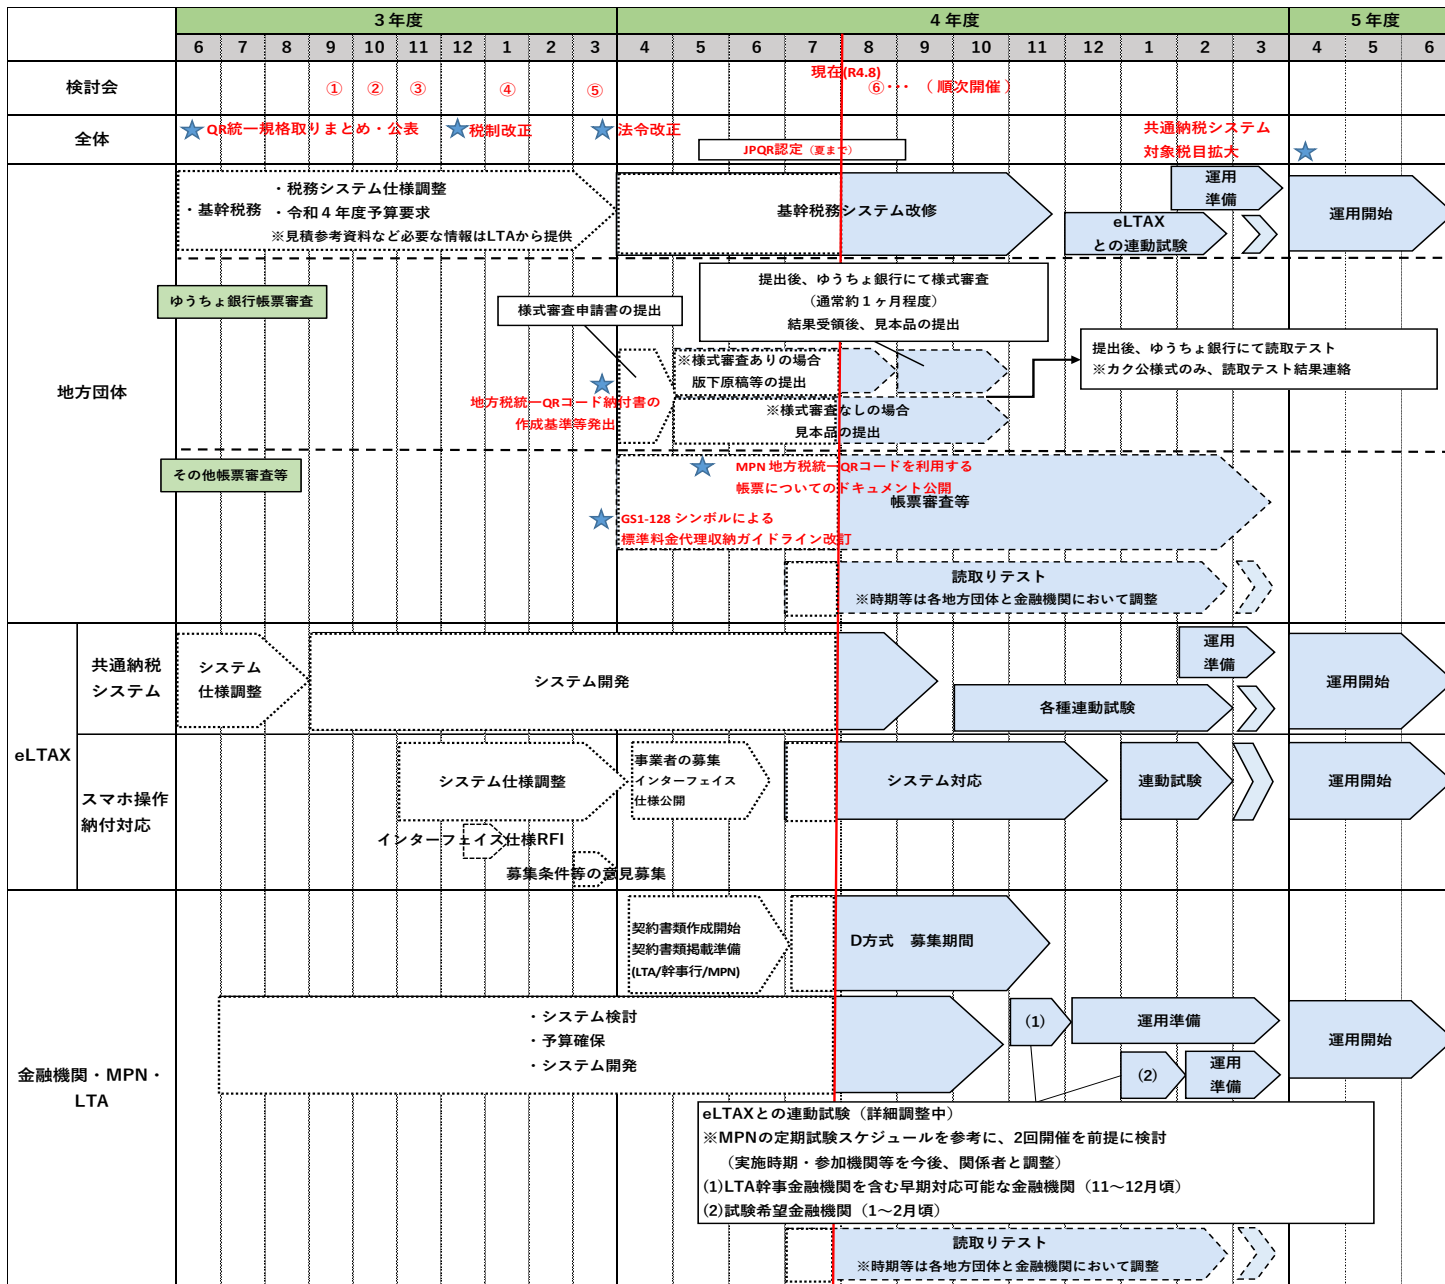 ３年度
４年度
５年度
6 7 8 9 10 11 12 1 2 3 4 5 6 7 8 9 10 11 12 1 2 3 4 5 6
検討会
① ② ③ ④ ⑤
現在(R4.8)
⑥･･･ （ 順次開催 ）
全体
QR統一規格取りまとめ・公表
税制改正
法令改正
JPQR認定（夏まで）
共通納税システム
対象税目拡大
地方団体
・基幹税務
・税務システム仕様調整
・令和４年度予算要求
※見積参考資料など必要な情報はLTAから提供
基幹税務システム改修
eLTAX
との連動試験
運用
準備
運用開始
ゆうちょ銀行帳票審査
様式審査申請書の提出
提出後、ゆうちょ銀行にて様式審査
（通常約１ヶ月程度）
結果受領後、見本品の提出
提出後、ゆうちょ銀行にて読取テスト
※カク公様式のみ、読取テスト結果連絡
※様式審査ありの場合
版下原稿等の提出
地方税統一QRコード納付書の
作成基準等発出
※様式審査なしの場合
見本品の提出
その他帳票審査等
MPN 地方税統一QRコードを利用する
帳票についてのドキュメント公開
帳票審査等
GS1-128 シンボルによる
標準料金代理収納ガイドライン改訂
読取りテスト
※時期等は各地方団体と金融機関において調整
eLTAX
共通納税
システム
システム
仕様調整
システム開発
各種連動試験
運用
準備
運用開始
スマホ操作
納付対応
システム仕様調整
事業者の募集
インターフェイス
仕様公開
システム対応
連動試験
運用開始
インターフェイス仕様RFI
募集条件等の意見募集
金融機関・MPN・
LTA
契約書類作成開始
契約書類掲載準備
(LTA/幹事行/MPN)
D方式　募集期間
・システム検討
・予算確保
・システム開発
(1)
運用準備
(2)
運用
準備
運用開始
eLTAXとの連動試験（詳細調整中）
※MPNの定期試験スケジュールを参考に、2回開催を前提に検討
（実施時期・参加機関等を今後、関係者と調整）
(1)LTA幹事金融機関を含む早期対応可能な金融機関（11～12月頃）
(2)試験希望金融機関（1～2月頃）
読取りテスト
※時期等は各地方団体と金融機関において調整